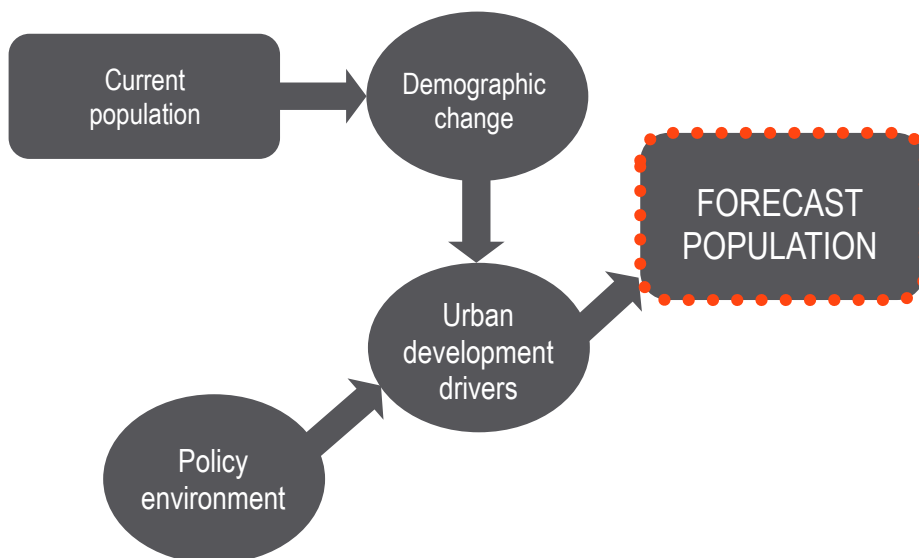 Current
population
Demographic
change
FORECAST
POPULATION
Urban
development
drivers
Policy
environment